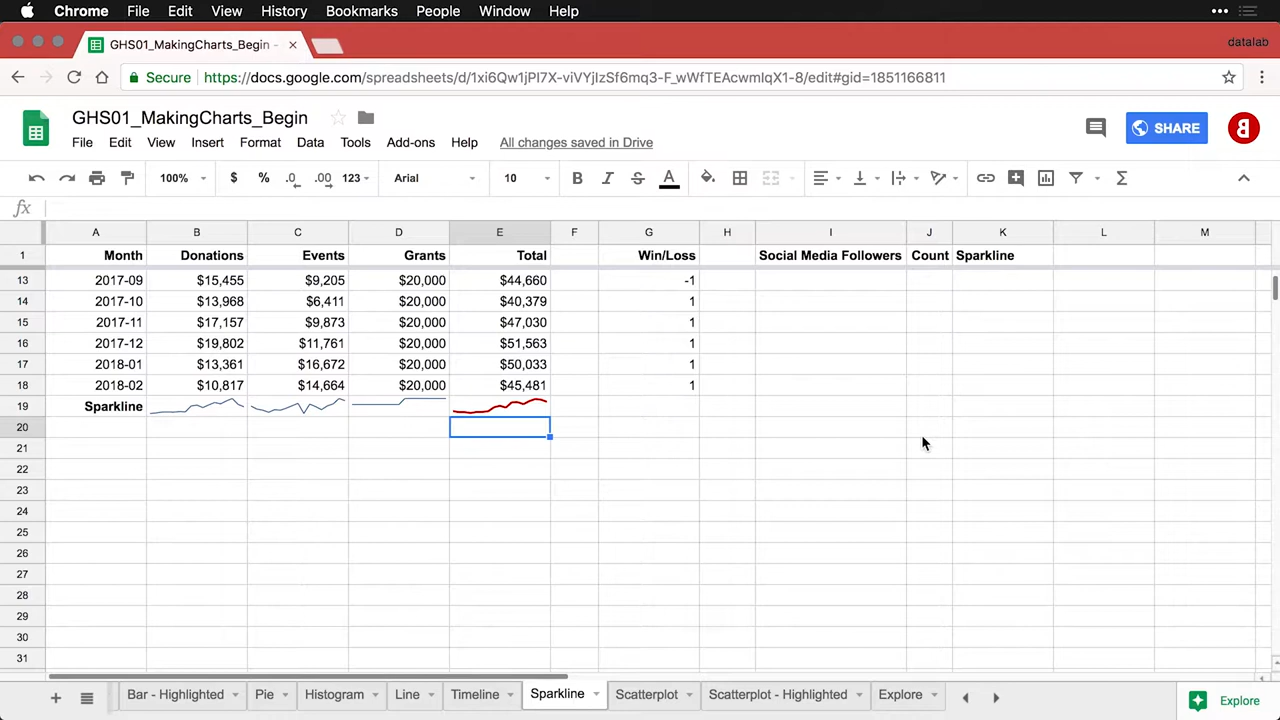 Chrome File Edit View History Bookmarks People Window Help
GHS01_MakingCharts_Begin - datalab
Secure https://docs.google.com/spreadsheets/d/1xi6Qw1jPI7X-viVYjIzSf6mq3-F_wWfTEAcwmIqX1-8/edit#gid=1851166811
GHS01_MakingCharts_Begin
SHARE
File Edit View Insert Format Data Tools Add-ons Help All changes saved in Drive
100% $ % .0 .00 123 Arial 10 B I S A Σ
fx
A B C D E F G H I J K L M
1 Month Donations Events Grants Total Win/Loss Social Media Followers Count Sparkline
13 2017-09 $15,455 $9,205 $20,000 $44,660 -1
14 2017-10 $13,968 $6,411 $20,000 $40,379 1
15 2017-11 $17,157 $9,873 $20,000 $47,030 1
16 2017-12 $19,802 $11,761 $20,000 $51,563 1
17 2018-01 $13,361 $16,672 $20,000 $50,033 1
18 2018-02 $10,817 $14,664 $20,000 $45,481 1
19 Sparkline
20
21
22
23
24
25
26
27
28
29
30
31
Bar - Highlighted Pie Histogram Line Timeline Sparkline Scatterplot Scatterplot - Highlighted Explore Explore